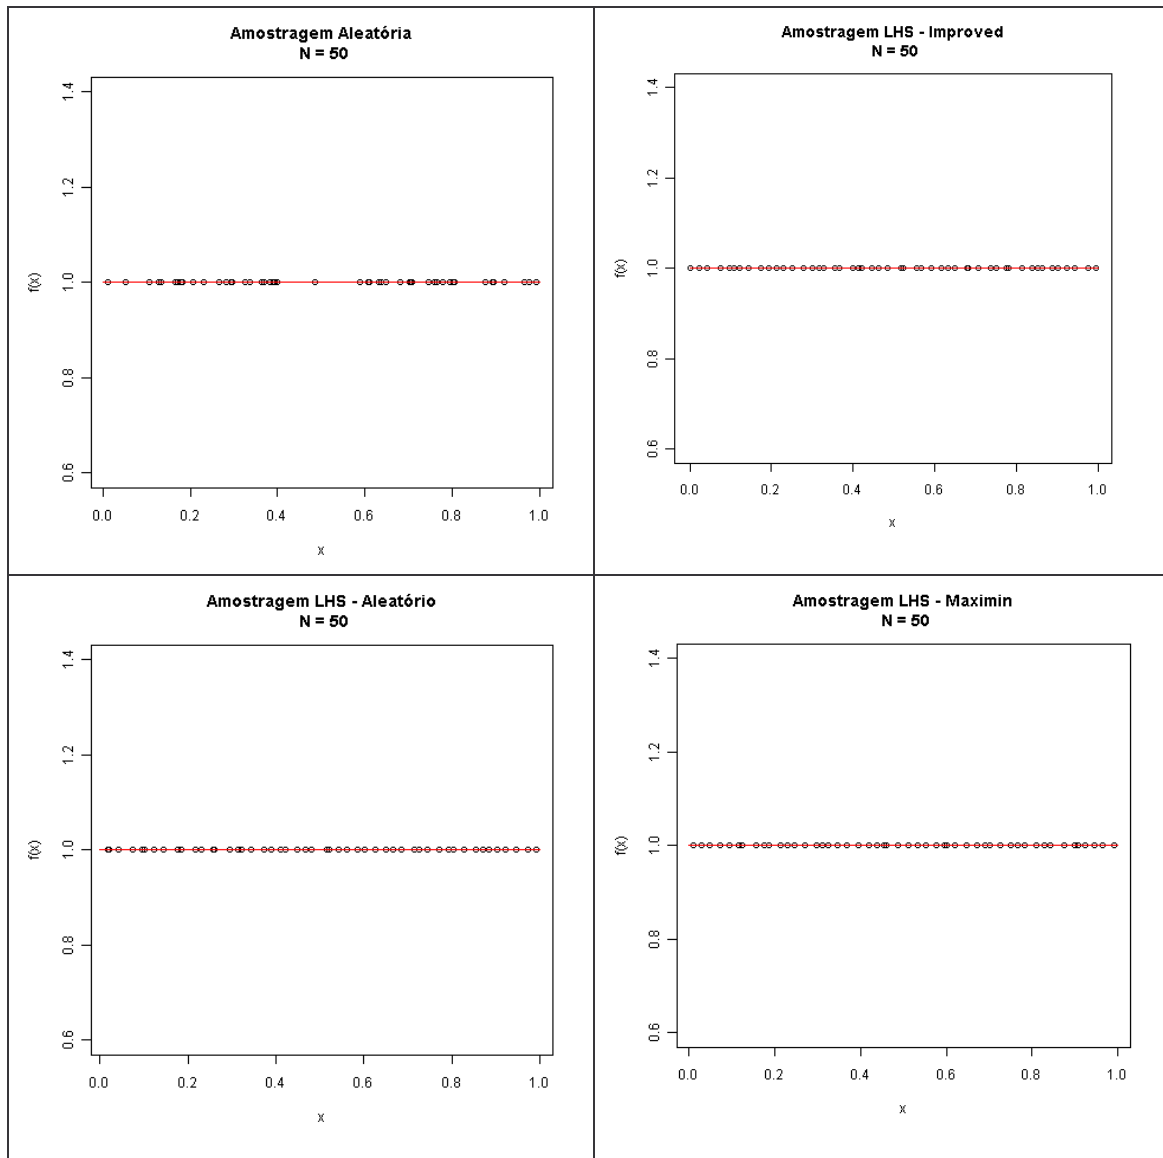 Amostragem Aleatória
N = 50
1.4
1.2
1.0
0.8
0.6
f(x)
0.0 0.2 0.4 0.6 0.8 1.0
x
Amostragem LHS - Improved
N = 50
1.4
1.2
1.0
0.8
0.6
f(x)
0.0 0.2 0.4 0.6 0.8 1.0
x
Amostragem LHS - Aleatório
N = 50
1.4
1.2
1.0
0.8
0.6
f(x)
0.0 0.2 0.4 0.6 0.8 1.0
x
Amostragem LHS - Maximin
N = 50
1.4
1.2
1.0
0.8
0.6
f(x)
0.0 0.2 0.4 0.6 0.8 1.0
x